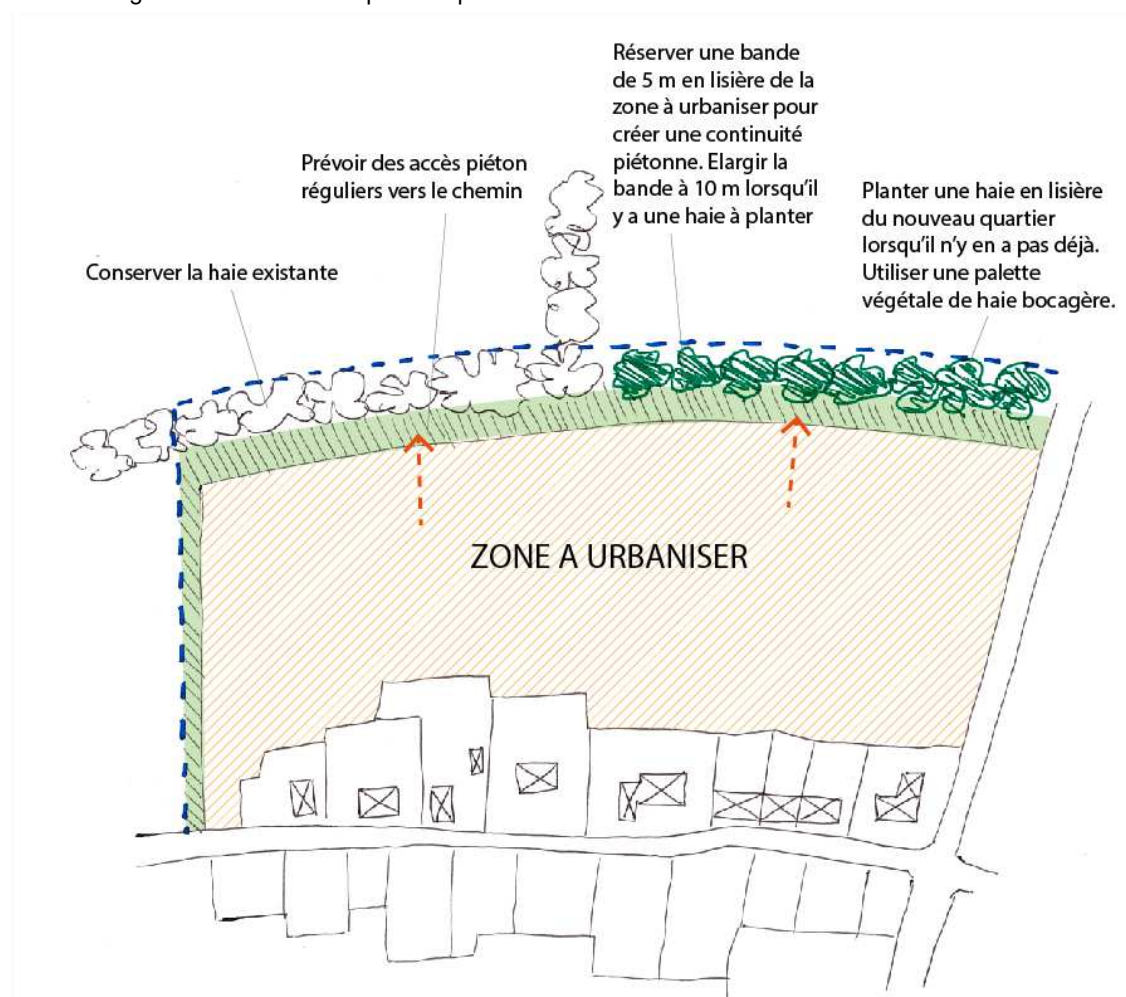 Réserver une bande
de 5 m en lisière de la
zone à urbaniser pour
créer une continuité
piétonne. Elargir la
bande à 10 m lorsqu'il
y a une haie à planter
Prévoir des accès piéton
réguliers vers le chemin
Planter une haie en lisière
du nouveau quartier
lorsqu'il n'y en a pas déjà.
Utiliser une palette
végétale de haie bocagère.
Conserver la haie existante
ZONE A URBANISER